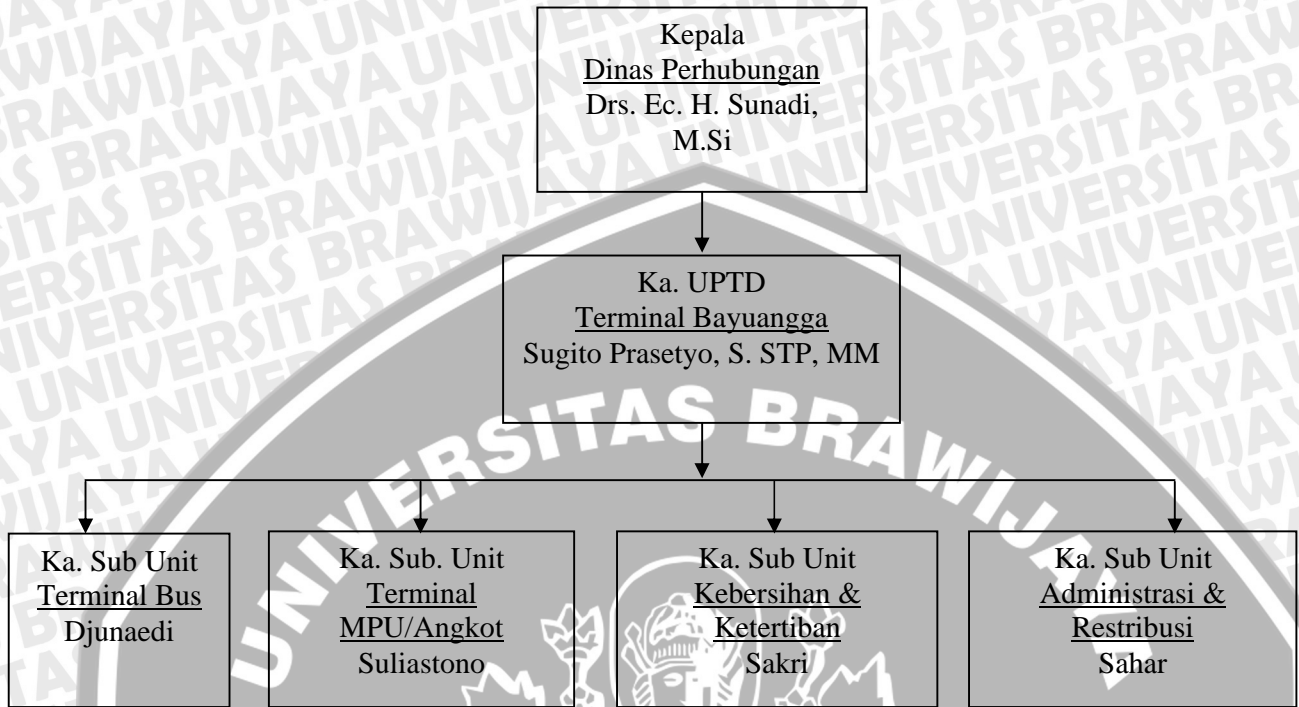 Kepala
Dinas Perhubungan
Drs. Ec. H. Sunadi,
M.Si
Ka. UPTD
Terminal Bayuangga
Sugito Prasetyo, S. STP, MM
UNIVERSITAS BRAWIJAYA
Ka. Sub Unit
Terminal Bus
Djunaedi
Ka. Sub. Unit
Terminal
MPU/Angkot
Suliastono
Ka. Sub Unit
Kebersihan &
Ketertiban
Sakri
Ka. Sub Unit
Administrasi &
Restribusi
Sahar